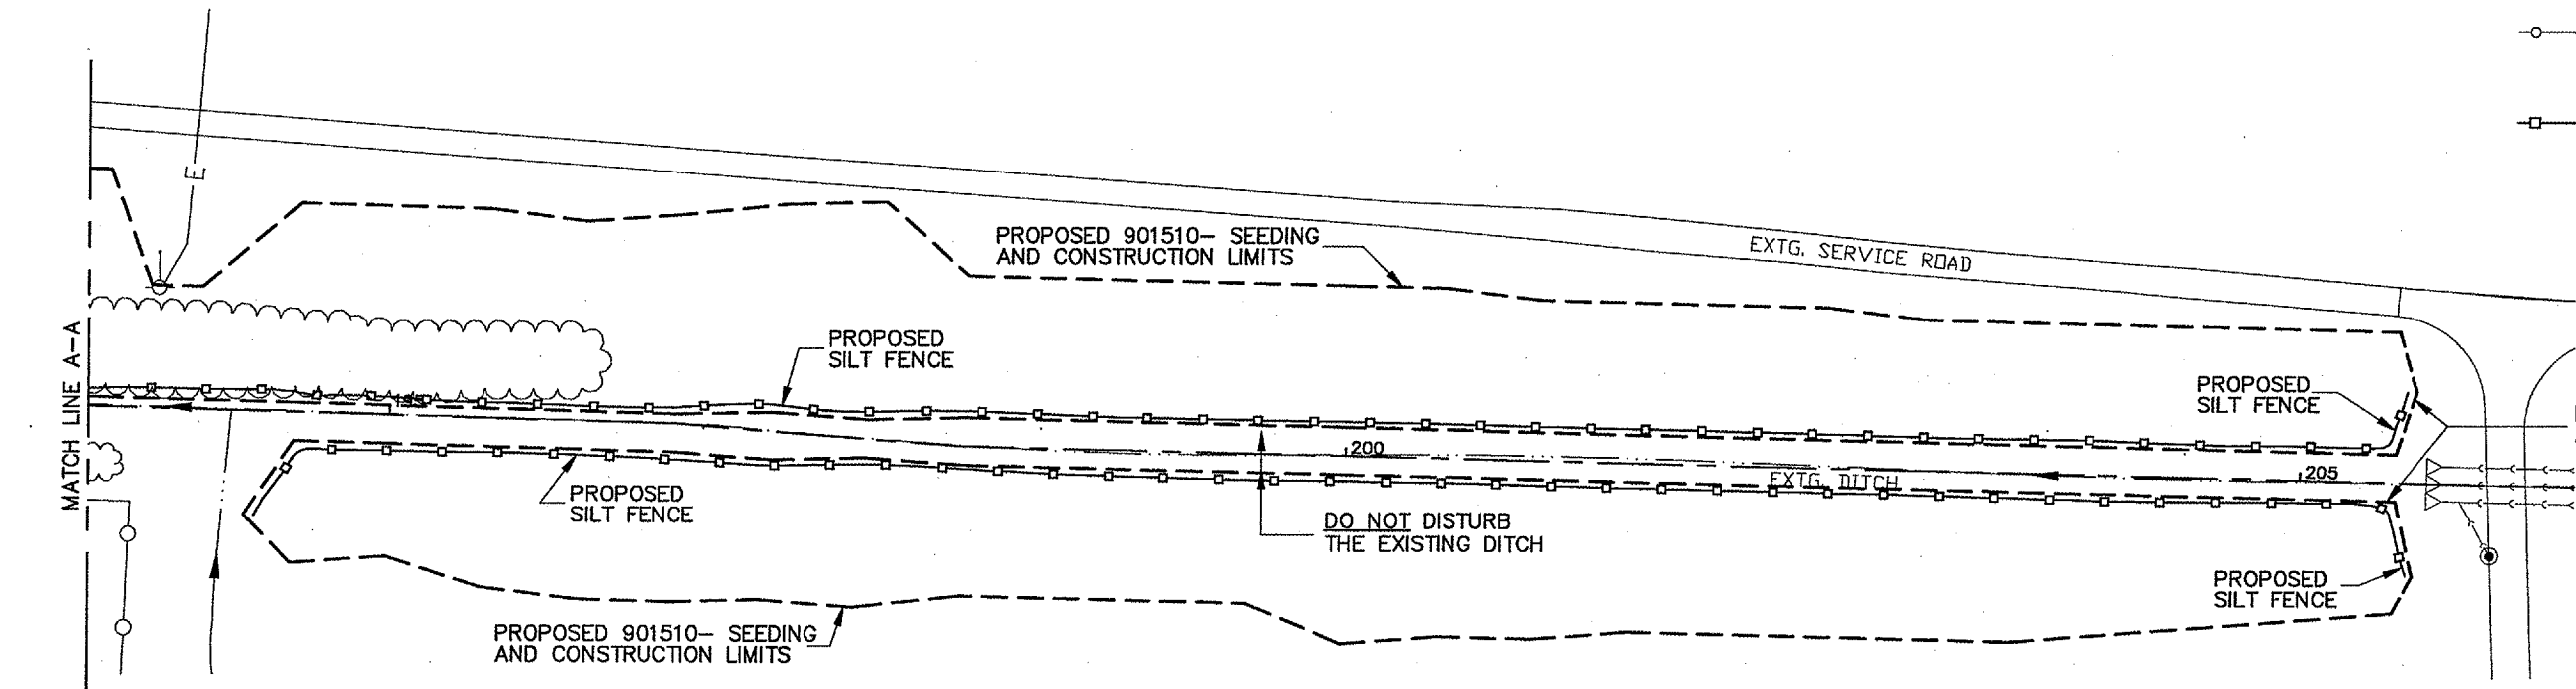 E
PROPOSED 901510– SEEDING
AND CONSTRUCTION LIMITS
EXTG. SERVICE ROAD
MATCH LINE A-A
PROPOSED
SILT FENCE
PROPOSED
SILT FENCE
200
205
EXTG. DITCH
PROPOSED
SILT FENCE
DO NOT DISTURB
THE EXISTING DITCH
PROPOSED
SILT FENCE
PROPOSED 901510– SEEDING
AND CONSTRUCTION LIMITS